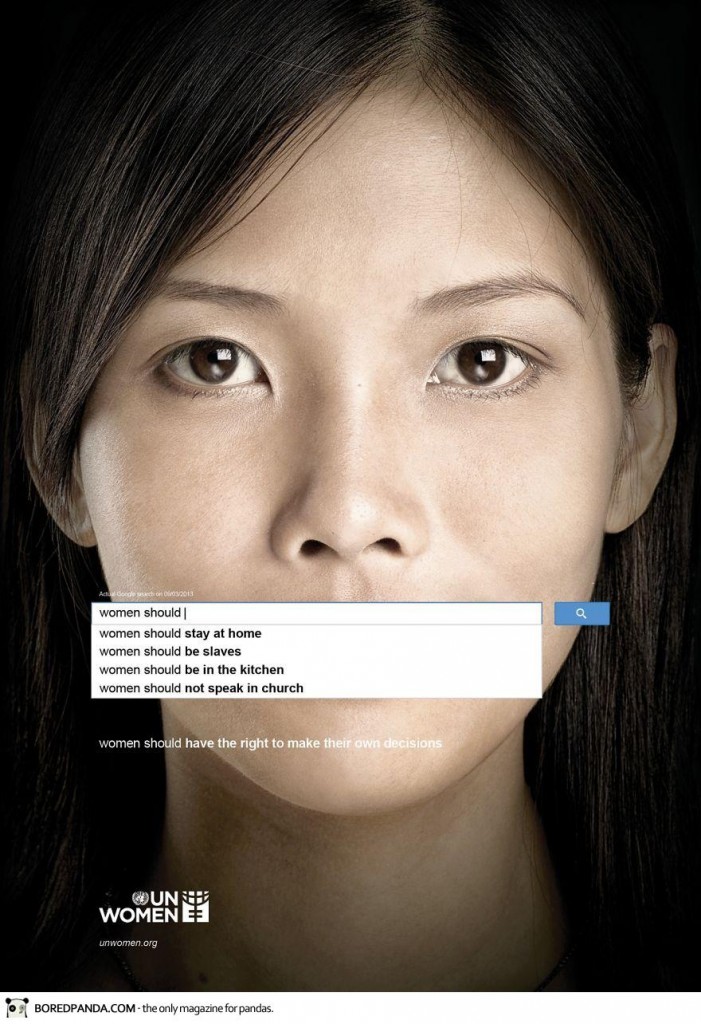 Actual Google search on 09/03/2013
women should
women should stay at home
women should be slaves
women should be in the kitchen
women should not speak in church
women should have the right to make their own decisions
UN
WOMEN
unwomen.org
BOREDPANDA.COM - the only magazine for pandas.